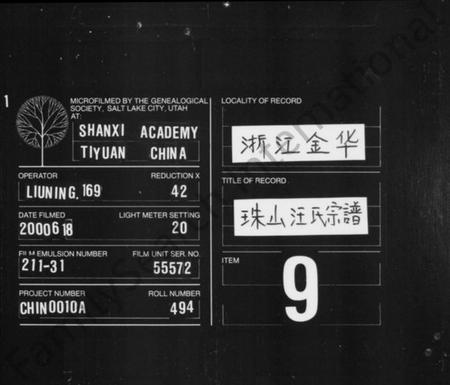 1
MICROFILMED BY THE GENEALOGICAL
SOCIETY, SALT LAKE CITY, UTAH
AT:
SHANXI ACADEMY
TIYUAN CHINA
OPERATOR REDUCTION X
LIUNING.169 42
DATE FILMED LIGHT METER SETTING
2000618 20
FILM EMULSION NUMBER FILM UNIT SER. NO.
211-31 55572
PROJECT NUMBER ROLL NUMBER
CHIN0010A 494
LOCALITY OF RECORD
浙江金华
TITLE OF RECORD
珠山汪氏宗譜
ITEM
9
FamilySearch International